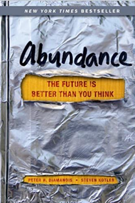 NEW YORK TIMES BESTSELLER
Abundance
THE FUTURE IS
BETTER THAN YOU THINK
PETER H. DIAMANDIS • STEVEN KOTLER